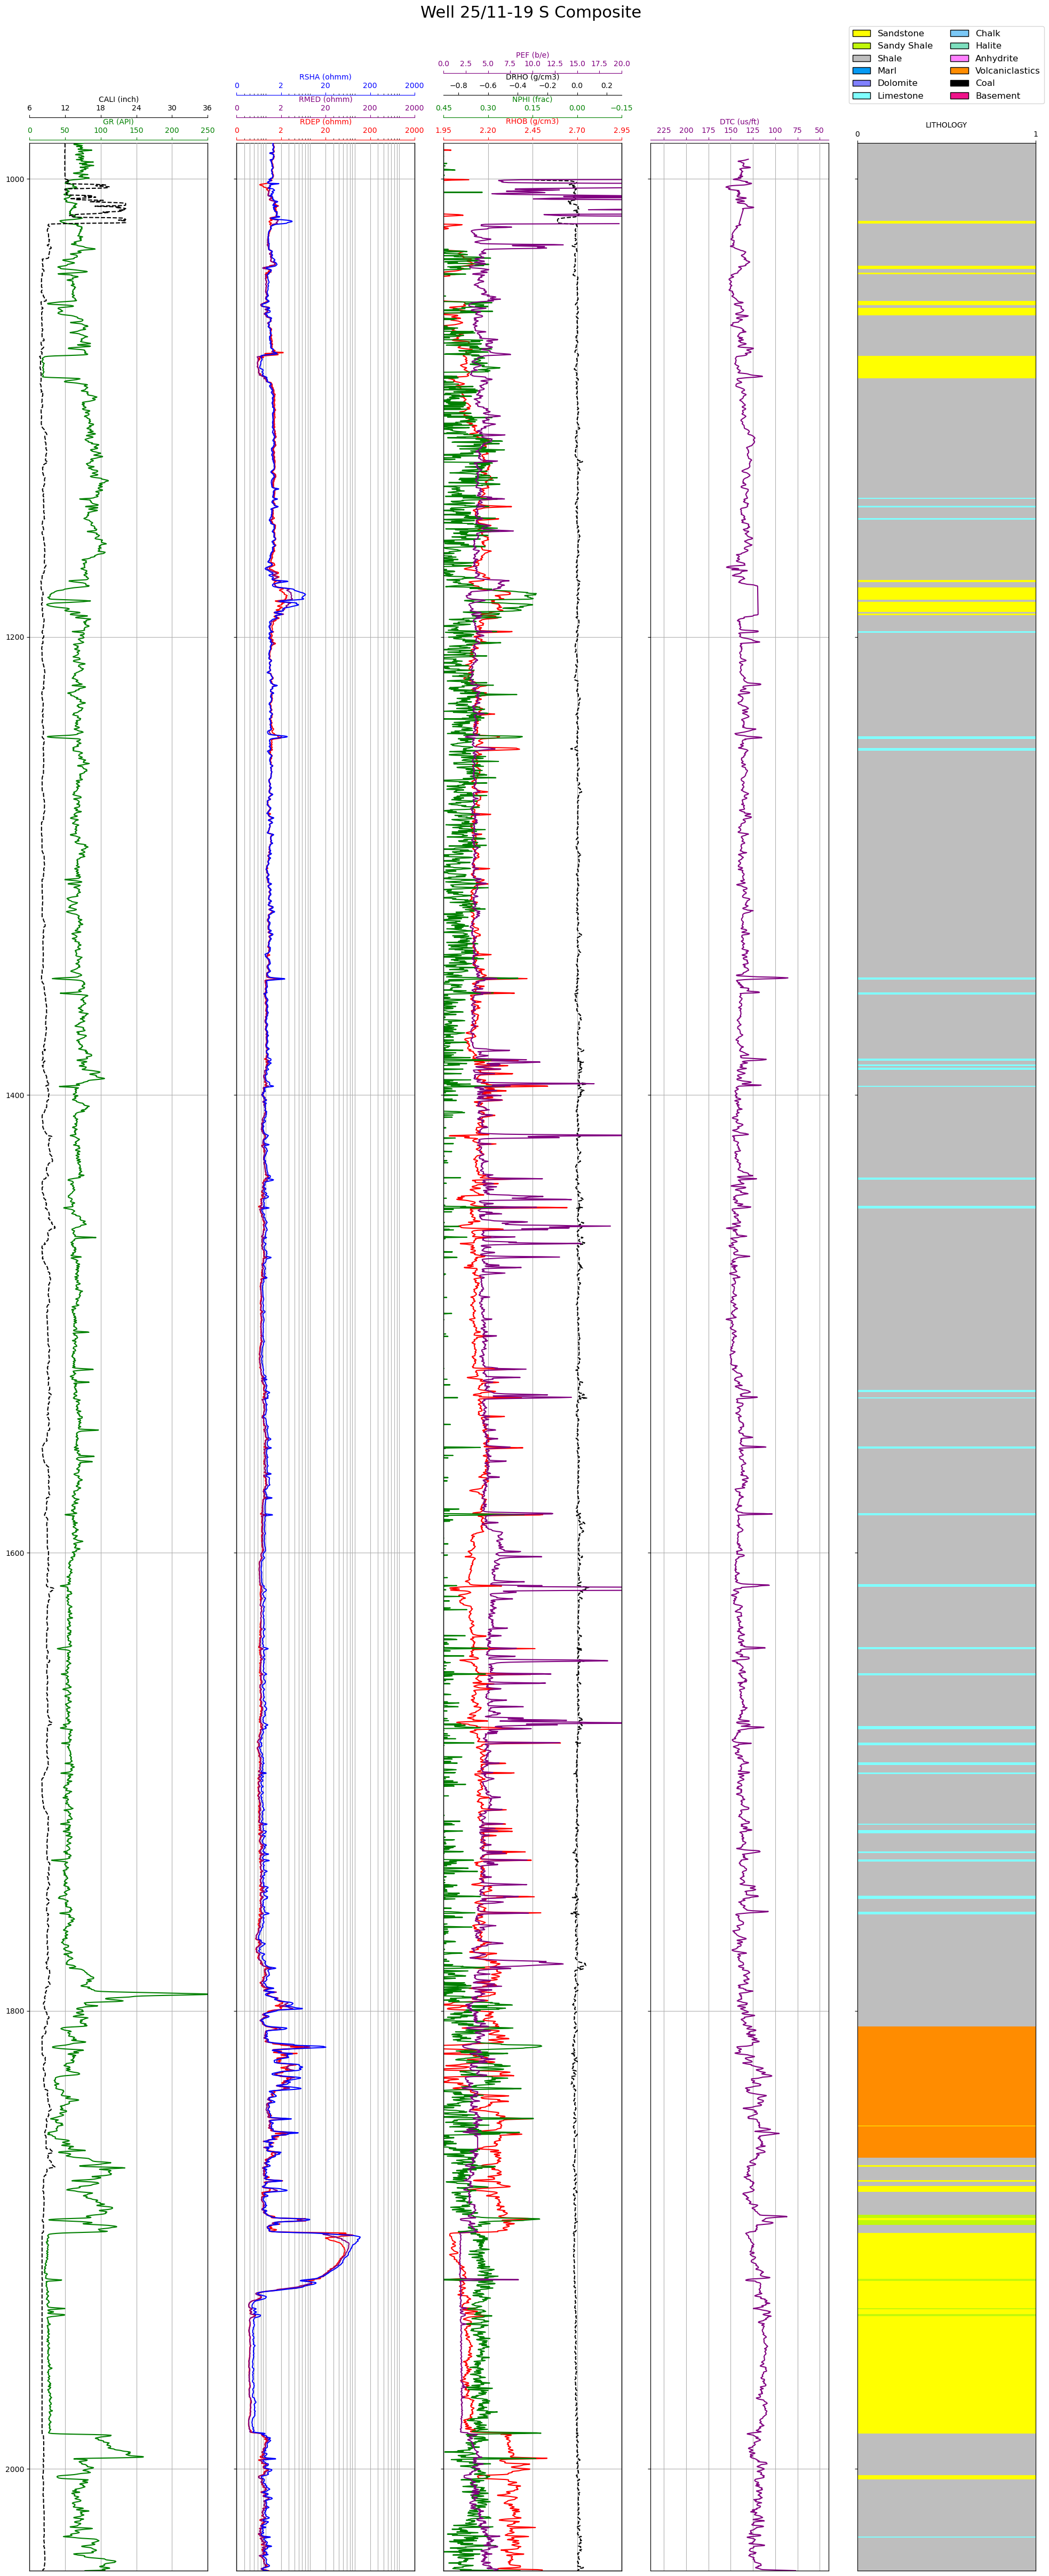 Well 25/11-19 S Composite
Sandstone Chalk
Sandy Shale Halite
Shale Anhydrite
Marl Volcaniclastics
Dolomite Coal
Limestone Basement
PEF (b/e)
0.0 2.5 5.0 7.5 10.0 12.5 15.0 17.5 20.0
RSHA (ohmm) DRHO (g/cm3)
0 2 20 200 2000 −0.8 −0.6 −0.4 −0.2 0.0 0.2
CALI (inch) RMED (ohmm) NPHI (frac)
6 12 18 24 30 36 0 2 20 200 2000 0.45 0.30 0.15 0.00 −0.15
GR (API) RDEP (ohmm) RHOB (g/cm3) DTC (us/ft) LITHOLOGY
0 50 100 150 200 250 0 2 20 200 2000 1.95 2.20 2.45 2.70 2.95 225 200 175 150 125 100 75 50 0 1
1000
1200
1400
1600
1800
2000